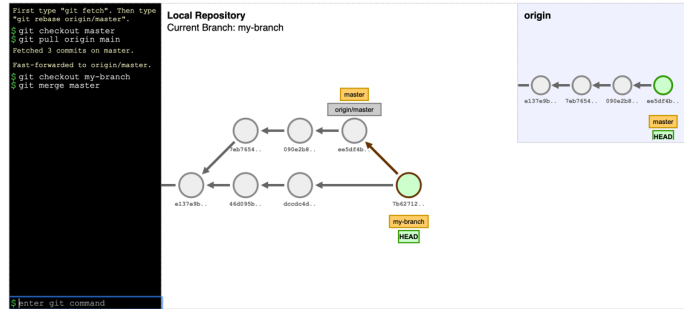 First type "git fetch". Then type
"git rebase origin/master".
$ git checkout master
$ git pull origin main
Fetched 3 commits on master.
Fast-forwarded to origin/master.
$ git checkout my-branch
$ git merge master
$ enter git command
Local Repository
Current Branch: my-branch
master
origin/master
7eb7654..
090e2b8..
ee5df4b..
e137e9b..
46d095b..
dcodc4d..
7b62712..
my-branch
HEAD
origin
e137e9b..
7eb7654..
090e2b8..
ee5df4b..
master
HEAD